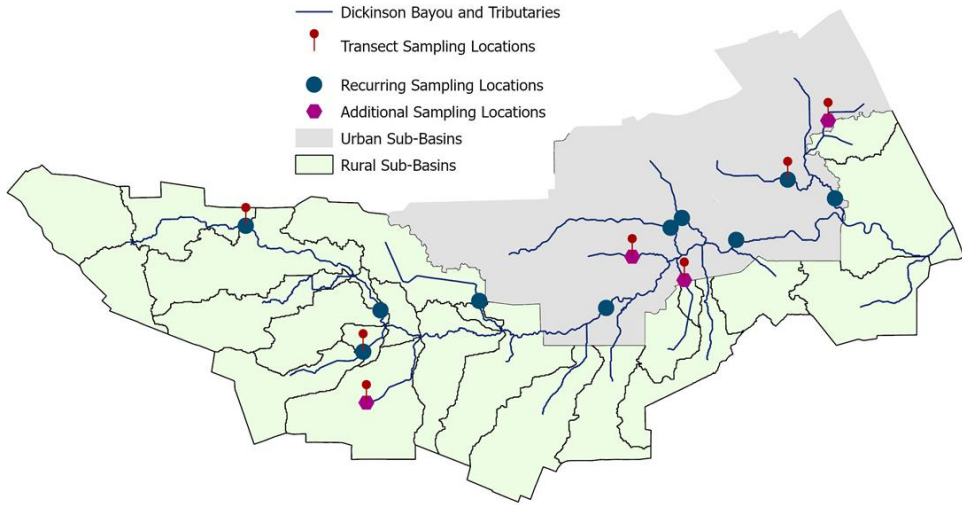 Dickinson Bayou and Tributaries
Transect Sampling Locations
Recurring Sampling Locations
Additional Sampling Locations
Urban Sub-Basins
Rural Sub-Basins